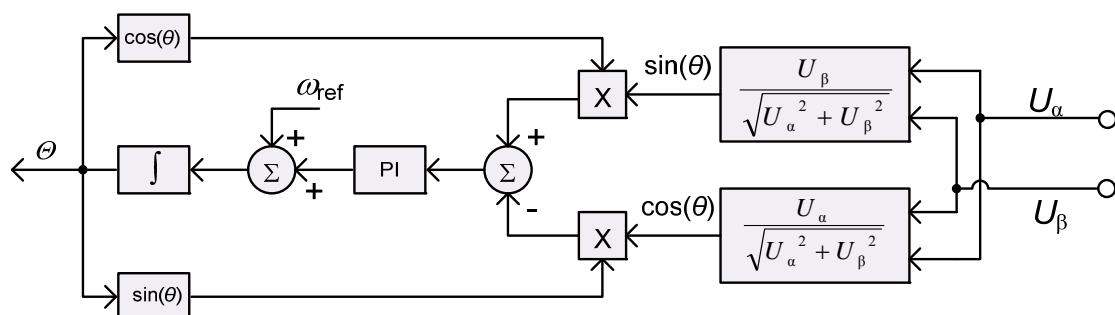 cos(θ)
sin(θ)
U_β
√(U_α² + U_β²)
ω_ref
X
U_α
+
+
Θ
∫
Σ
PI
Σ
+
-
cos(θ)
U_α
√(U_α² + U_β²)
U_β
X
sin(θ)